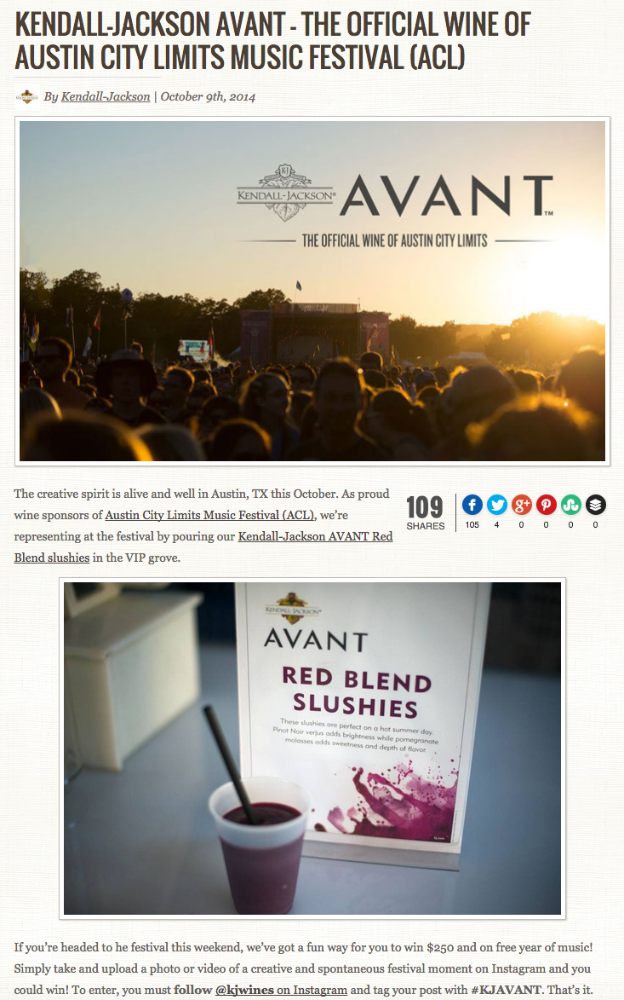 KENDALL-JACKSON AVANT - THE OFFICIAL WINE OF
AUSTIN CITY LIMITS MUSIC FESTIVAL (ACL)
By Kendall-Jackson | October 9th, 2014
KJ
KENDALL-JACKSON® AVANT™
THE OFFICIAL WINE OF AUSTIN CITY LIMITS
The creative spirit is alive and well in Austin, TX this October. As proud
wine sponsors of Austin City Limits Music Festival (ACL), we're
representing at the festival by pouring our Kendall-Jackson AVANT Red
Blend slushies in the VIP grove.
109
SHARES
105 4 0 0 0 0
KENDALL-JACKSON®
AVANT
RED BLEND
SLUSHIES
These slushies are perfect on a hot summer day.
Pinot Noir verjus adds brightness while pomegranate
molasses adds sweetness and depth of flavor.
If you're headed to he festival this weekend, we've got a fun way for you to win $250 and on free year of music!
Simply take and upload a photo or video of a creative and spontaneous festival moment on Instagram and you
could win! To enter, you must follow @kjwines on Instagram and tag your post with #KJAVANT. That's it.